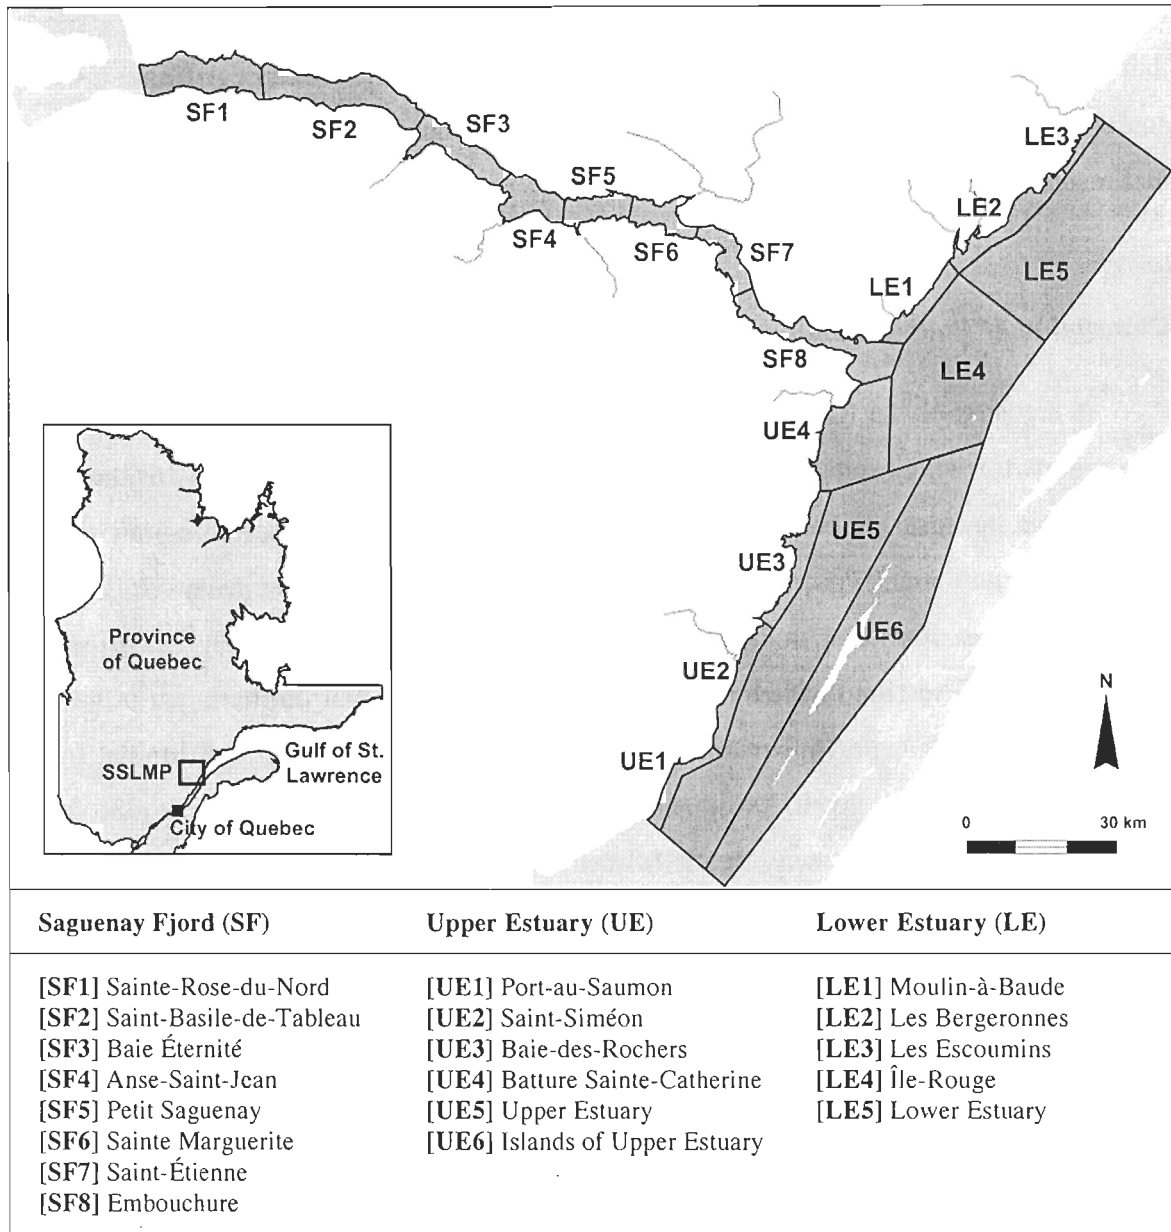 SF1
SF2
SF3
SF4
SF5
SF6
SF7
SF8
LE1
LE2
LE3
LE4
LE5
UE1
UE2
UE3
UE4
UE5
UE6
Province
of Quebec
SSLMP
Gulf of St.
Lawrence
City of Quebec
N
0 30 km
Saguenay Fjord (SF) Upper Estuary (UE) Lower Estuary (LE)
[SF1] Sainte-Rose-du-Nord [UE1] Port-au-Saumon [LE1] Moulin-à-Baude
[SF2] Saint-Basile-de-Tableau [UE2] Saint-Siméon [LE2] Les Bergeronnes
[SF3] Baie Éternité [UE3] Baie-des-Rochers [LE3] Les Escoumins
[SF4] Anse-Saint-Jean [UE4] Batture Sainte-Catherine [LE4] Île-Rouge
[SF5] Petit Saguenay [UE5] Upper Estuary [LE5] Lower Estuary
[SF6] Sainte Marguerite [UE6] Islands of Upper Estuary
[SF7] Saint-Étienne
[SF8] Embouchure